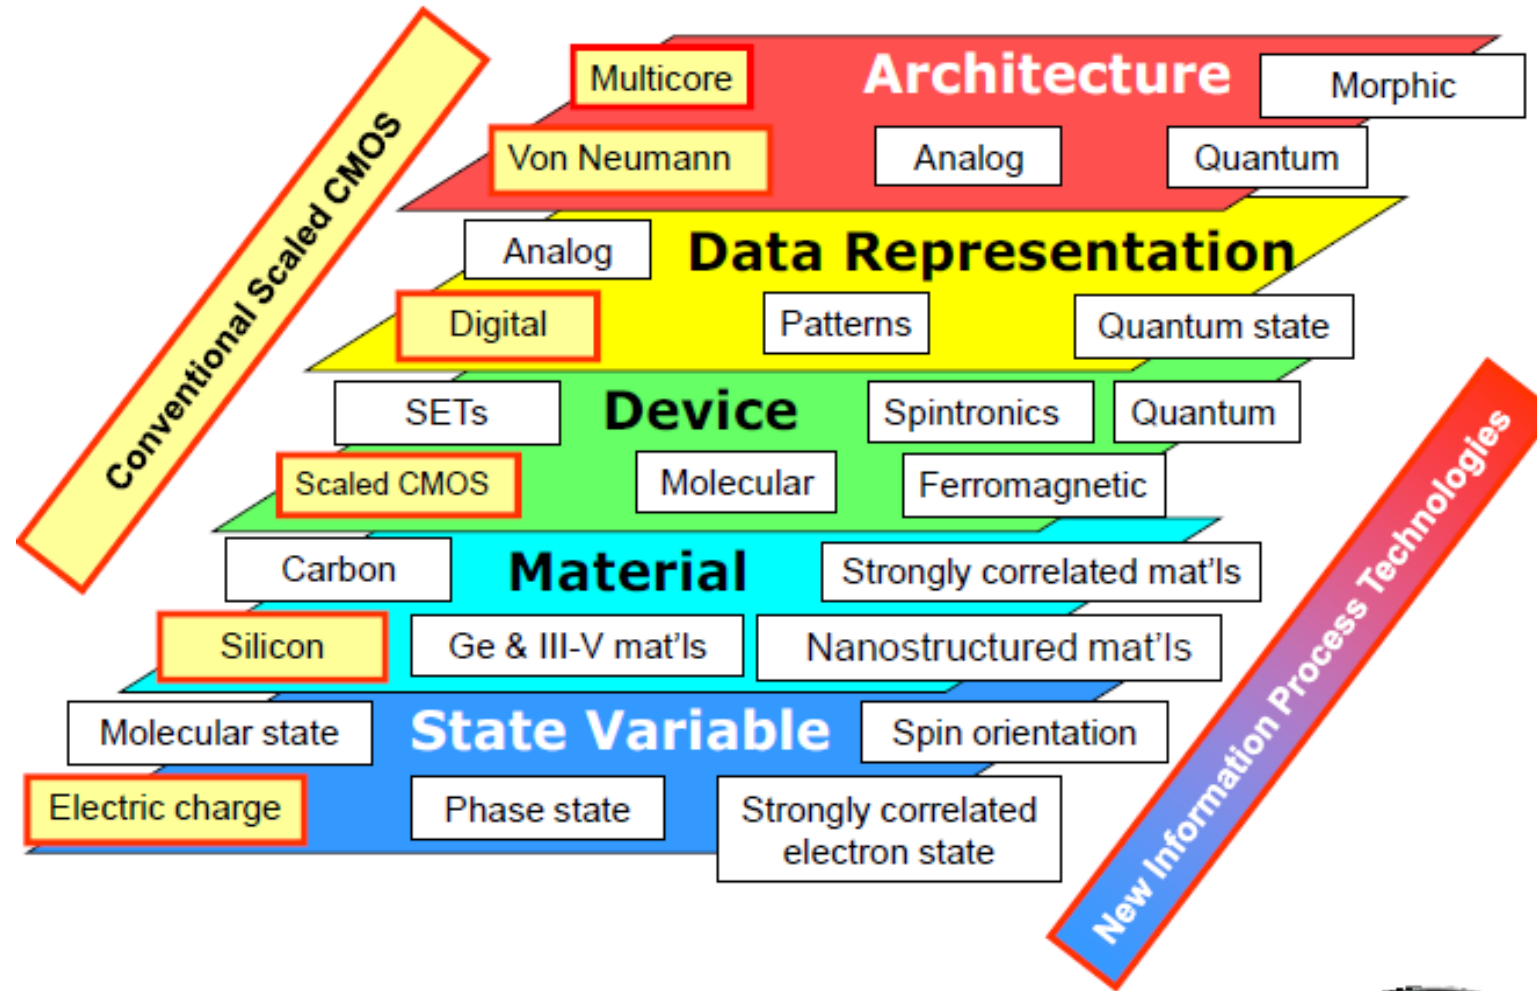 Conventional Scaled CMOS
Multicore
Architecture
Morphic
Von Neumann
Analog
Quantum
Analog
Data Representation
Digital
Patterns
Quantum state
SETs
Device
Spintronics
Quantum
Scaled CMOS
Molecular
Ferromagnetic
Carbon
Material
Strongly correlated mat'ls
Silicon
Ge & III-V mat'ls
Nanostructured mat'ls
Molecular state
State Variable
Spin orientation
Electric charge
Phase state
Strongly correlated
electron state
New Information Process Technologies